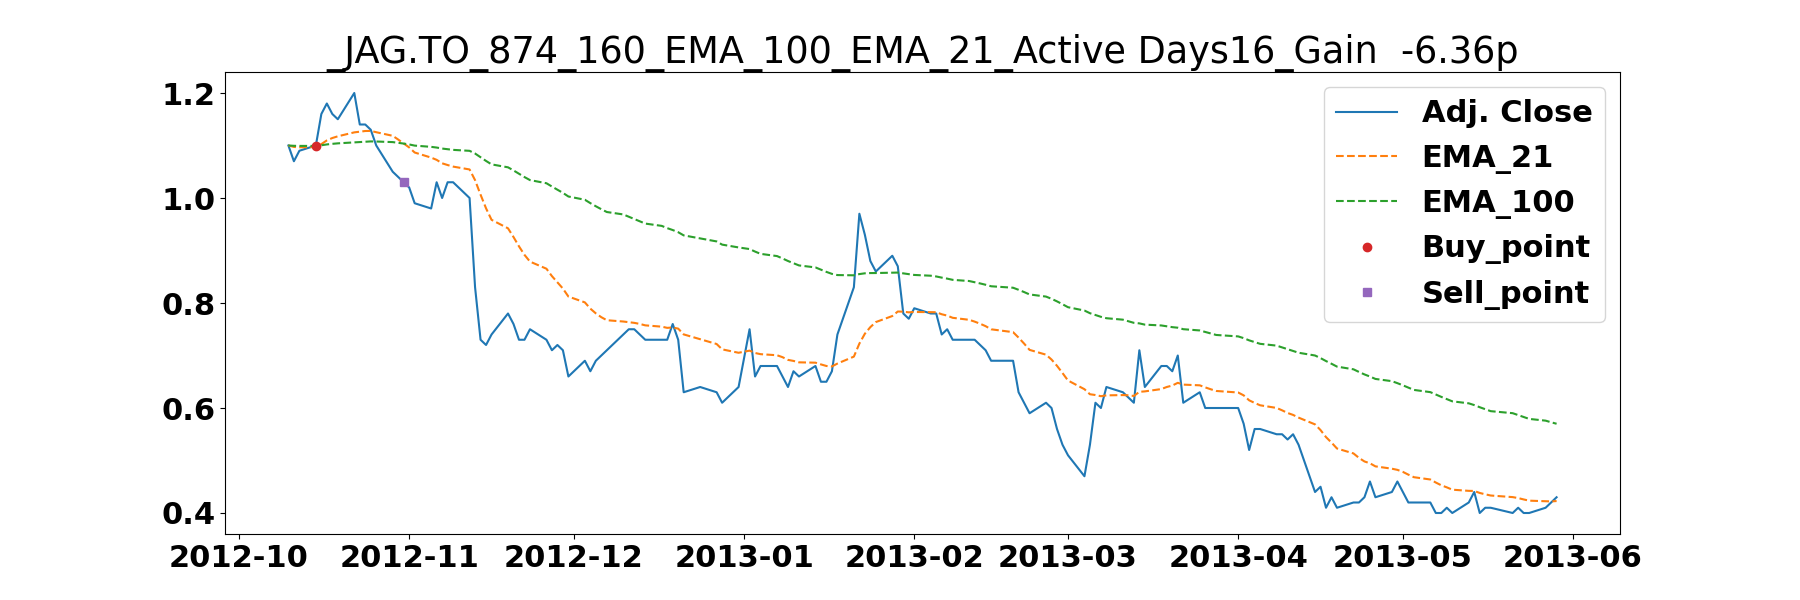 _JAG.TO_874_160_EMA_100_EMA_21_Active Days16_Gain  -6.36p
1.2
1.0
0.8
0.6
0.4
Adj. Close
EMA_21
EMA_100
Buy_point
Sell_point
2012-10 2012-11 2012-12 2013-01 2013-02 2013-03 2013-04 2013-05 2013-06